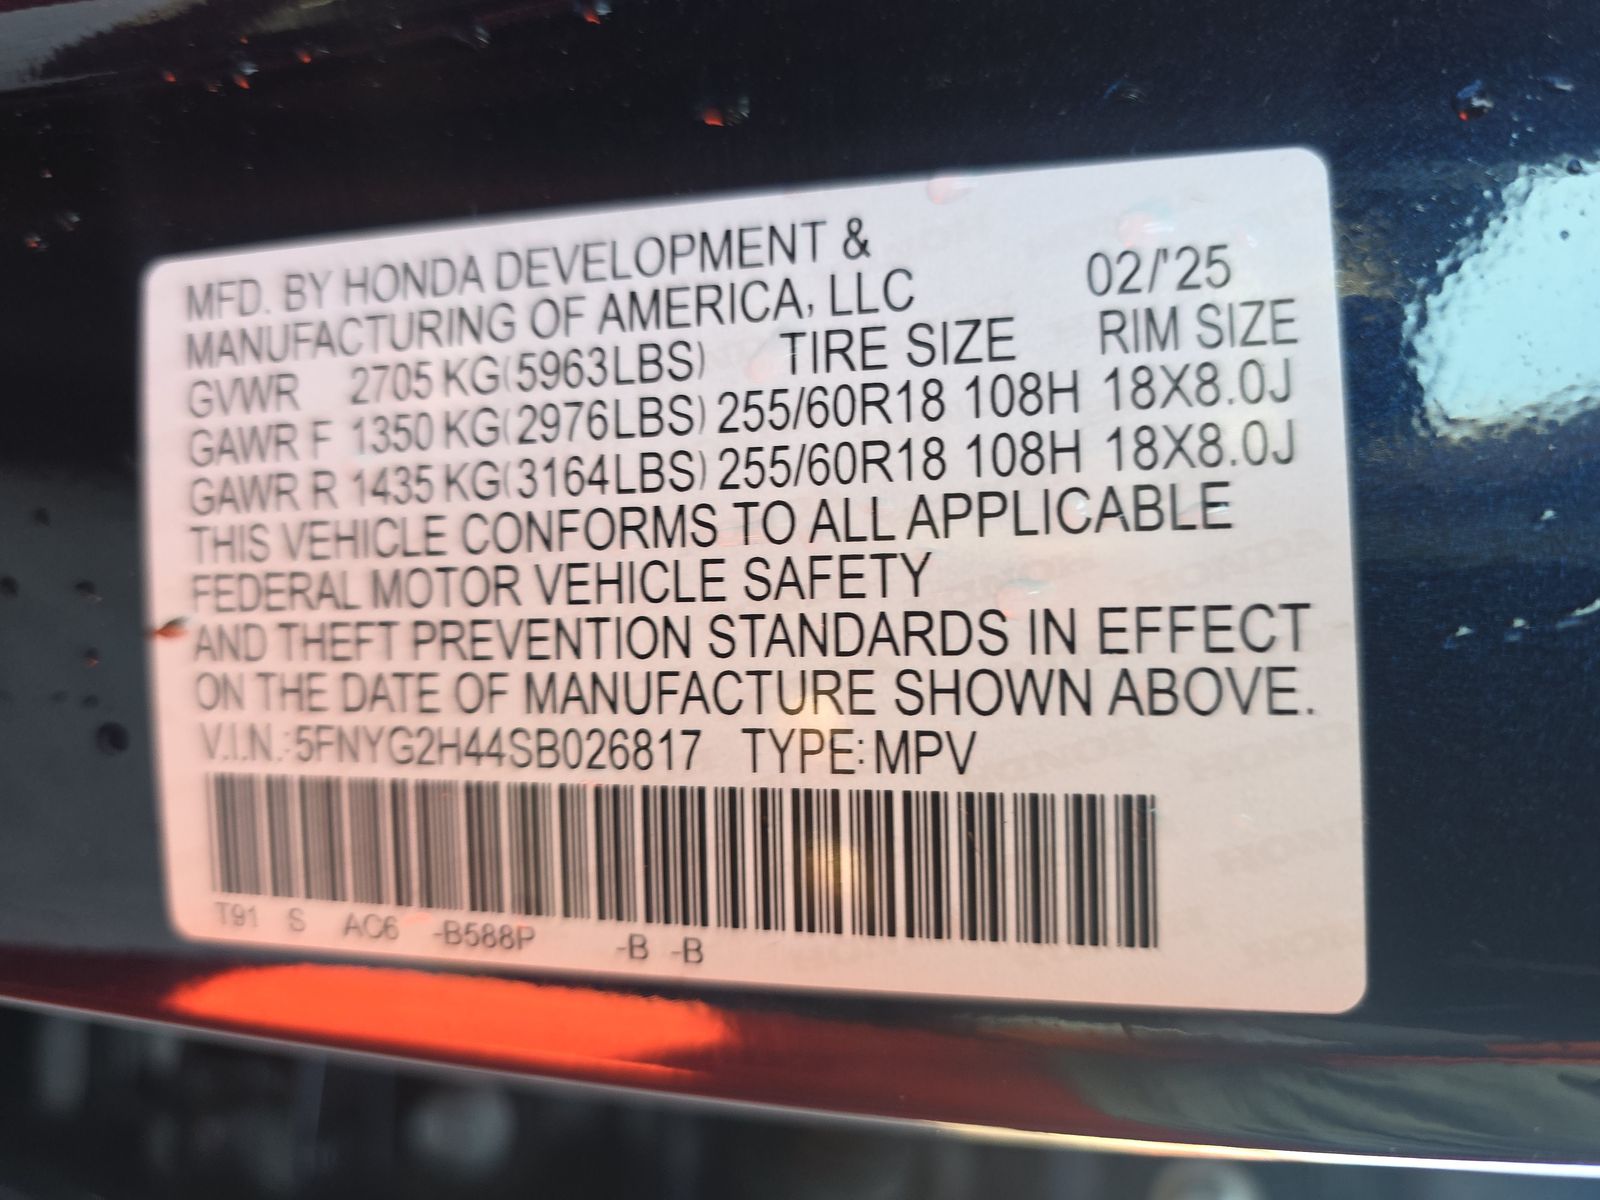 MFD. BY HONDA DEVELOPMENT &
MANUFACTURING OF AMERICA, LLC 02/'25
GVWR 2705 KG(5963LBS) TIRE SIZE RIM SIZE
GAWR F 1350 KG(2976LBS) 255/60R18 108H 18X8.0J
GAWR R 1435 KG(3164LBS) 255/60R18 108H 18X8.0J
THIS VEHICLE CONFORMS TO ALL APPLICABLE
FEDERAL MOTOR VEHICLE SAFETY
AND THEFT PREVENTION STANDARDS IN EFFECT
ON THE DATE OF MANUFACTURE SHOWN ABOVE.
V.I.N.:5FNYG2H44SB026817 TYPE:MPV
T91 S AC6 -B588P -B -B